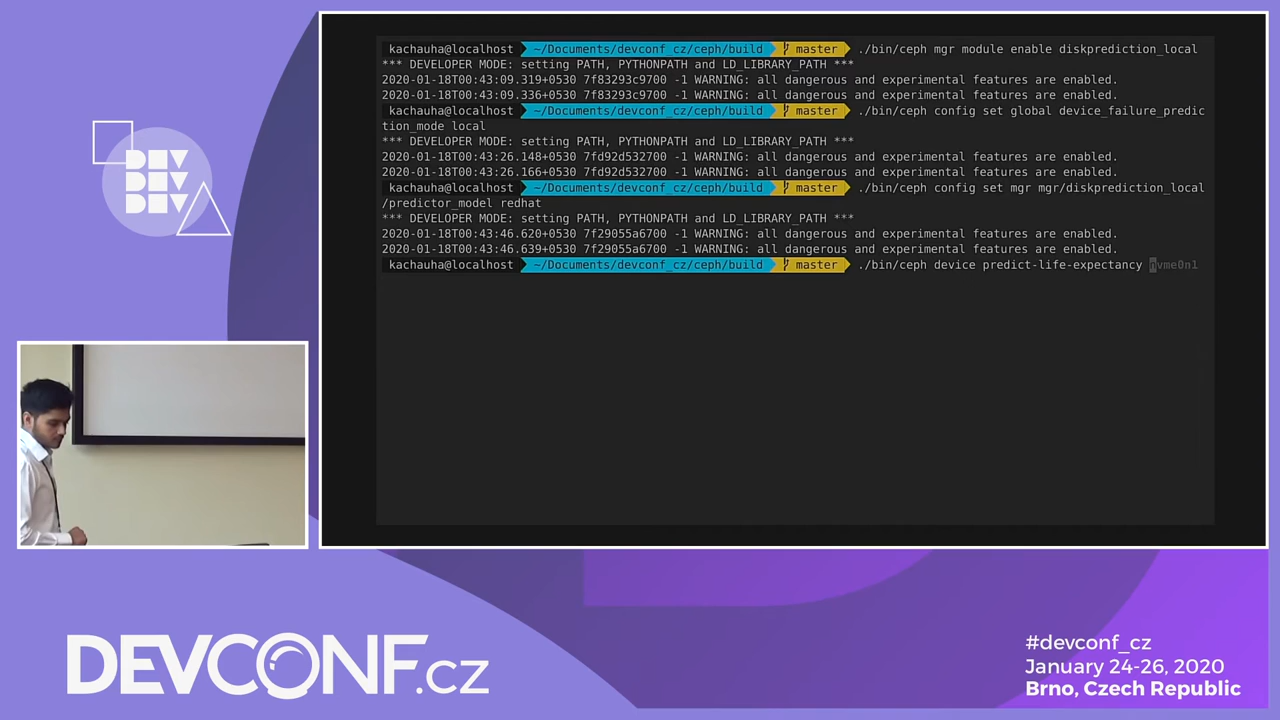 kachauha@localhost ~/Documents/devconf_cz/ceph/build master ./bin/ceph mgr module enable diskprediction_local
*** DEVELOPER MODE: setting PATH, PYTHONPATH and LD_LIBRARY_PATH ***
2020-01-18T00:43:09.319+0530 7f83293c9700 -1 WARNING: all dangerous and experimental features are enabled.
2020-01-18T00:43:09.336+0530 7f83293c9700 -1 WARNING: all dangerous and experimental features are enabled.
kachauha@localhost ~/Documents/devconf_cz/ceph/build master ./bin/ceph config set global device_failure_predic
tion_mode local
*** DEVELOPER MODE: setting PATH, PYTHONPATH and LD_LIBRARY_PATH ***
2020-01-18T00:43:26.148+0530 7fd92d532700 -1 WARNING: all dangerous and experimental features are enabled.
2020-01-18T00:43:26.166+0530 7fd92d532700 -1 WARNING: all dangerous and experimental features are enabled.
kachauha@localhost ~/Documents/devconf_cz/ceph/build master ./bin/ceph config set mgr mgr/diskprediction_local
/predictor_model redhat
*** DEVELOPER MODE: setting PATH, PYTHONPATH and LD_LIBRARY_PATH ***
2020-01-18T00:43:46.620+0530 7f29055a6700 -1 WARNING: all dangerous and experimental features are enabled.
2020-01-18T00:43:46.639+0530 7f29055a6700 -1 WARNING: all dangerous and experimental features are enabled.
kachauha@localhost ~/Documents/devconf_cz/ceph/build master ./bin/ceph device predict-life-expectancy nvme0n1
DEV
DEV
DEV
DEVCONF.cz
#devconf_cz
January 24-26, 2020
Brno, Czech Republic